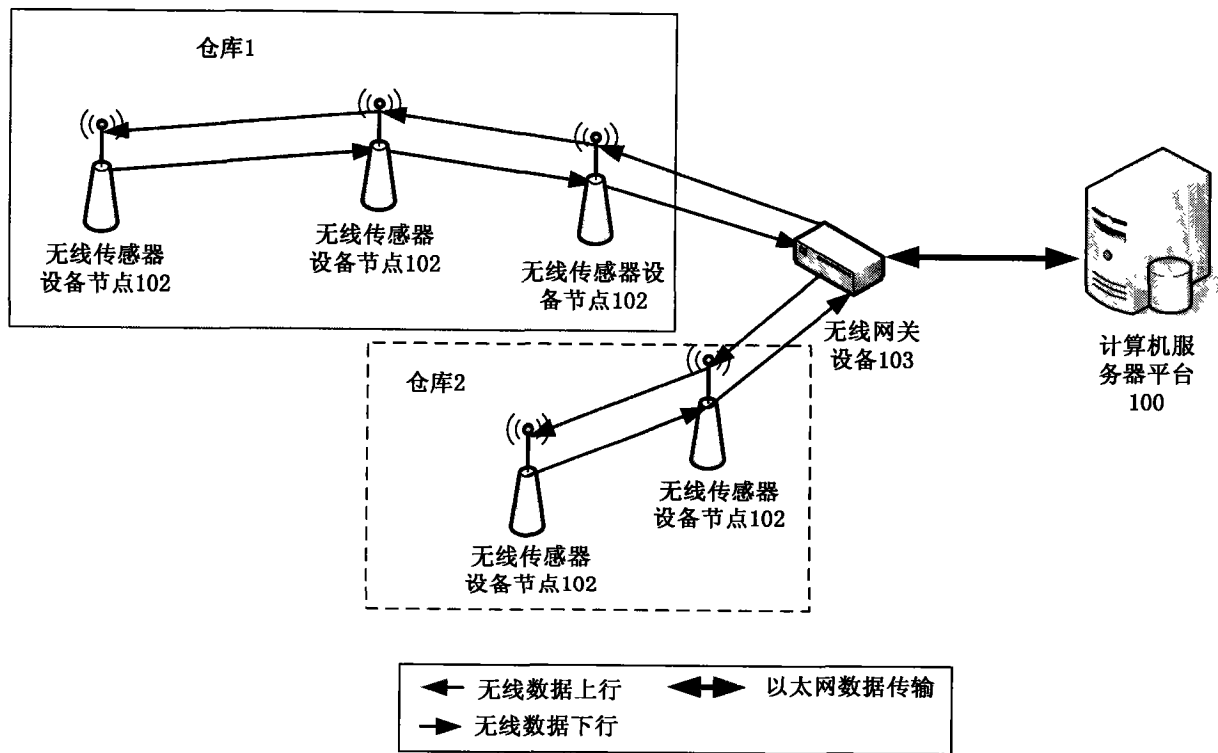 仓库1
无线传感器
设备节点102
无线传感器
设备节点102
无线传感器设
备节点102
无线网关
设备103
计算机服
务器平台
100
仓库2
无线传感器
设备节点102
无线传感器
设备节点102
无线数据上行
以太网数据传输
无线数据下行